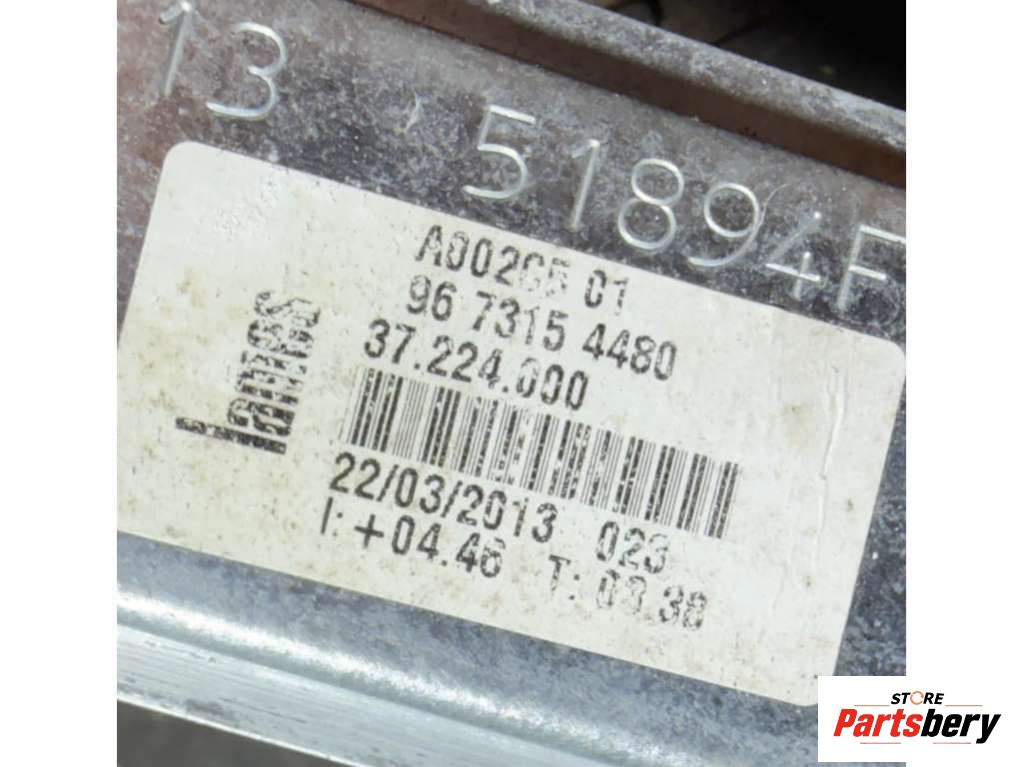 13 51894F
A002G5 01
96 7315 4480
37.224.000
22/03/2013 023
I: +04.46 T: 03.38
STORE
Partsbery